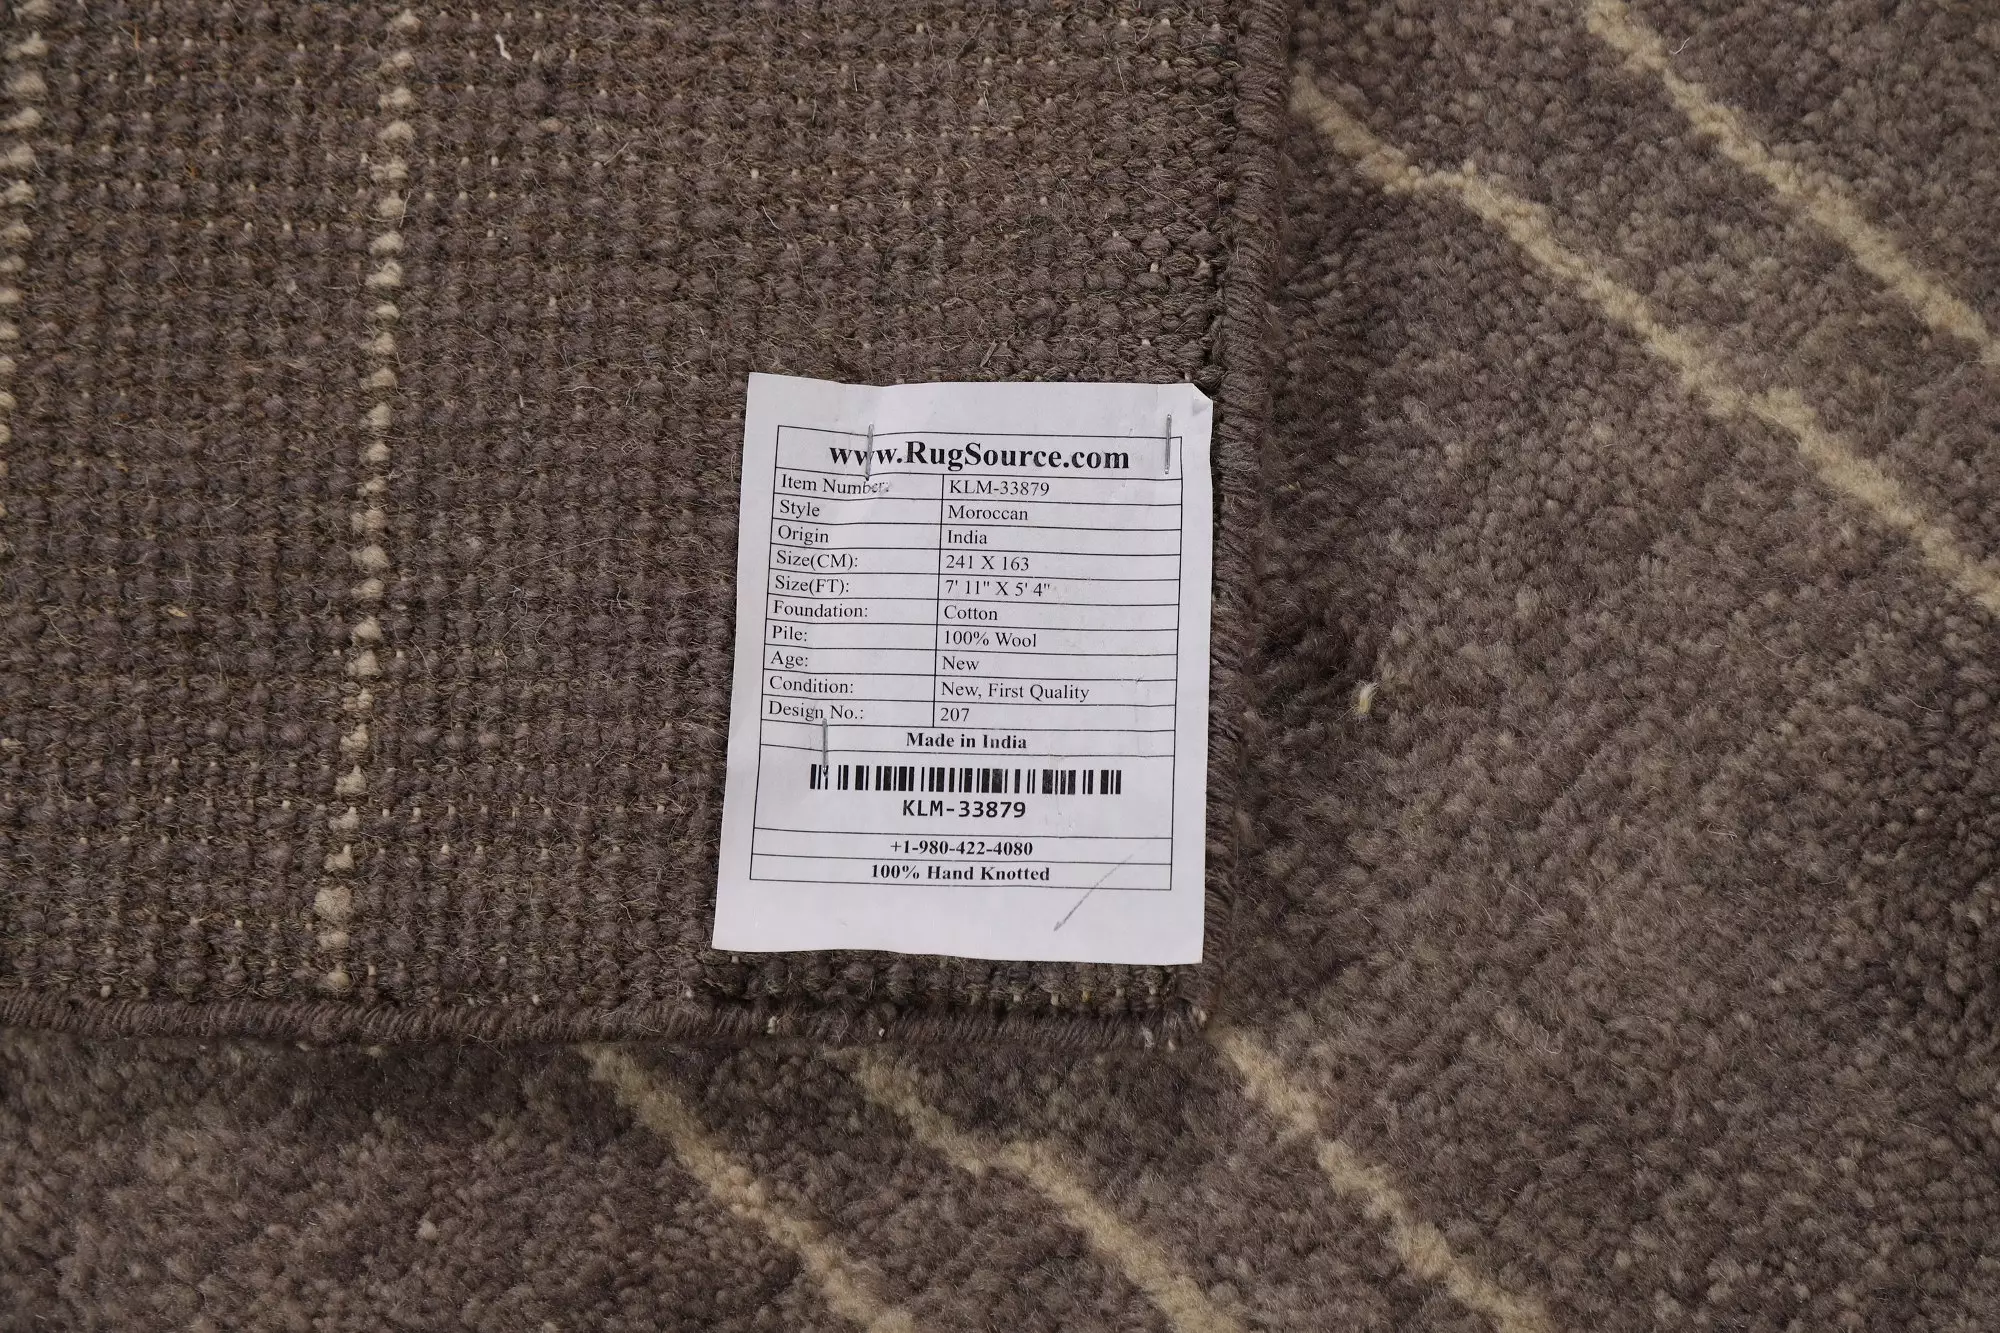 www.RugSource.com
Item Number: KLM-33879
Style Moroccan
Origin India
Size(CM): 241 X 163
Size(FT): 7' 11" X 5' 4"
Foundation: Cotton
Pile: 100% Wool
Age: New
Condition: New, First Quality
Design No.: 207
Made in India
KLM-33879
+1-980-422-4080
100% Hand Knotted